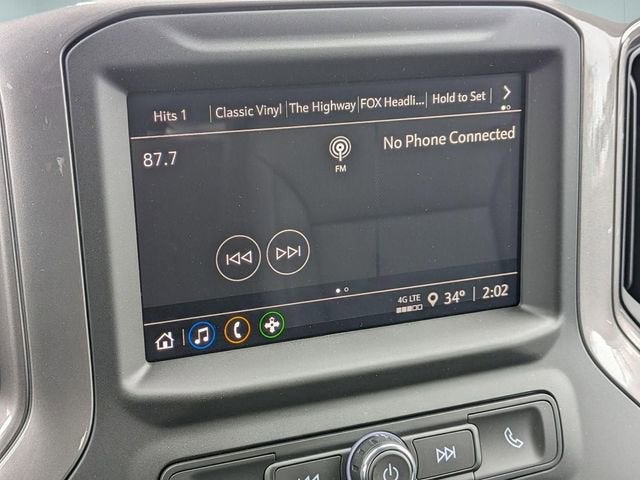 Hits 1 Classic Vinyl The Highway FOX Headli... Hold to Set
87.7 FM No Phone Connected
4G LTE 34° 2:02